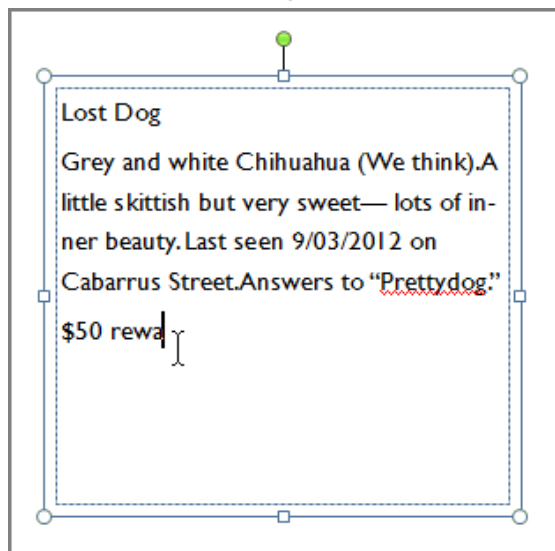 Lost Dog
Grey and white Chihuahua (We think).A
little skittish but very sweet— lots of in-
ner beauty. Last seen 9/03/2012 on
Cabarrus Street.Answers to “Prettydog.”
$50 rewa